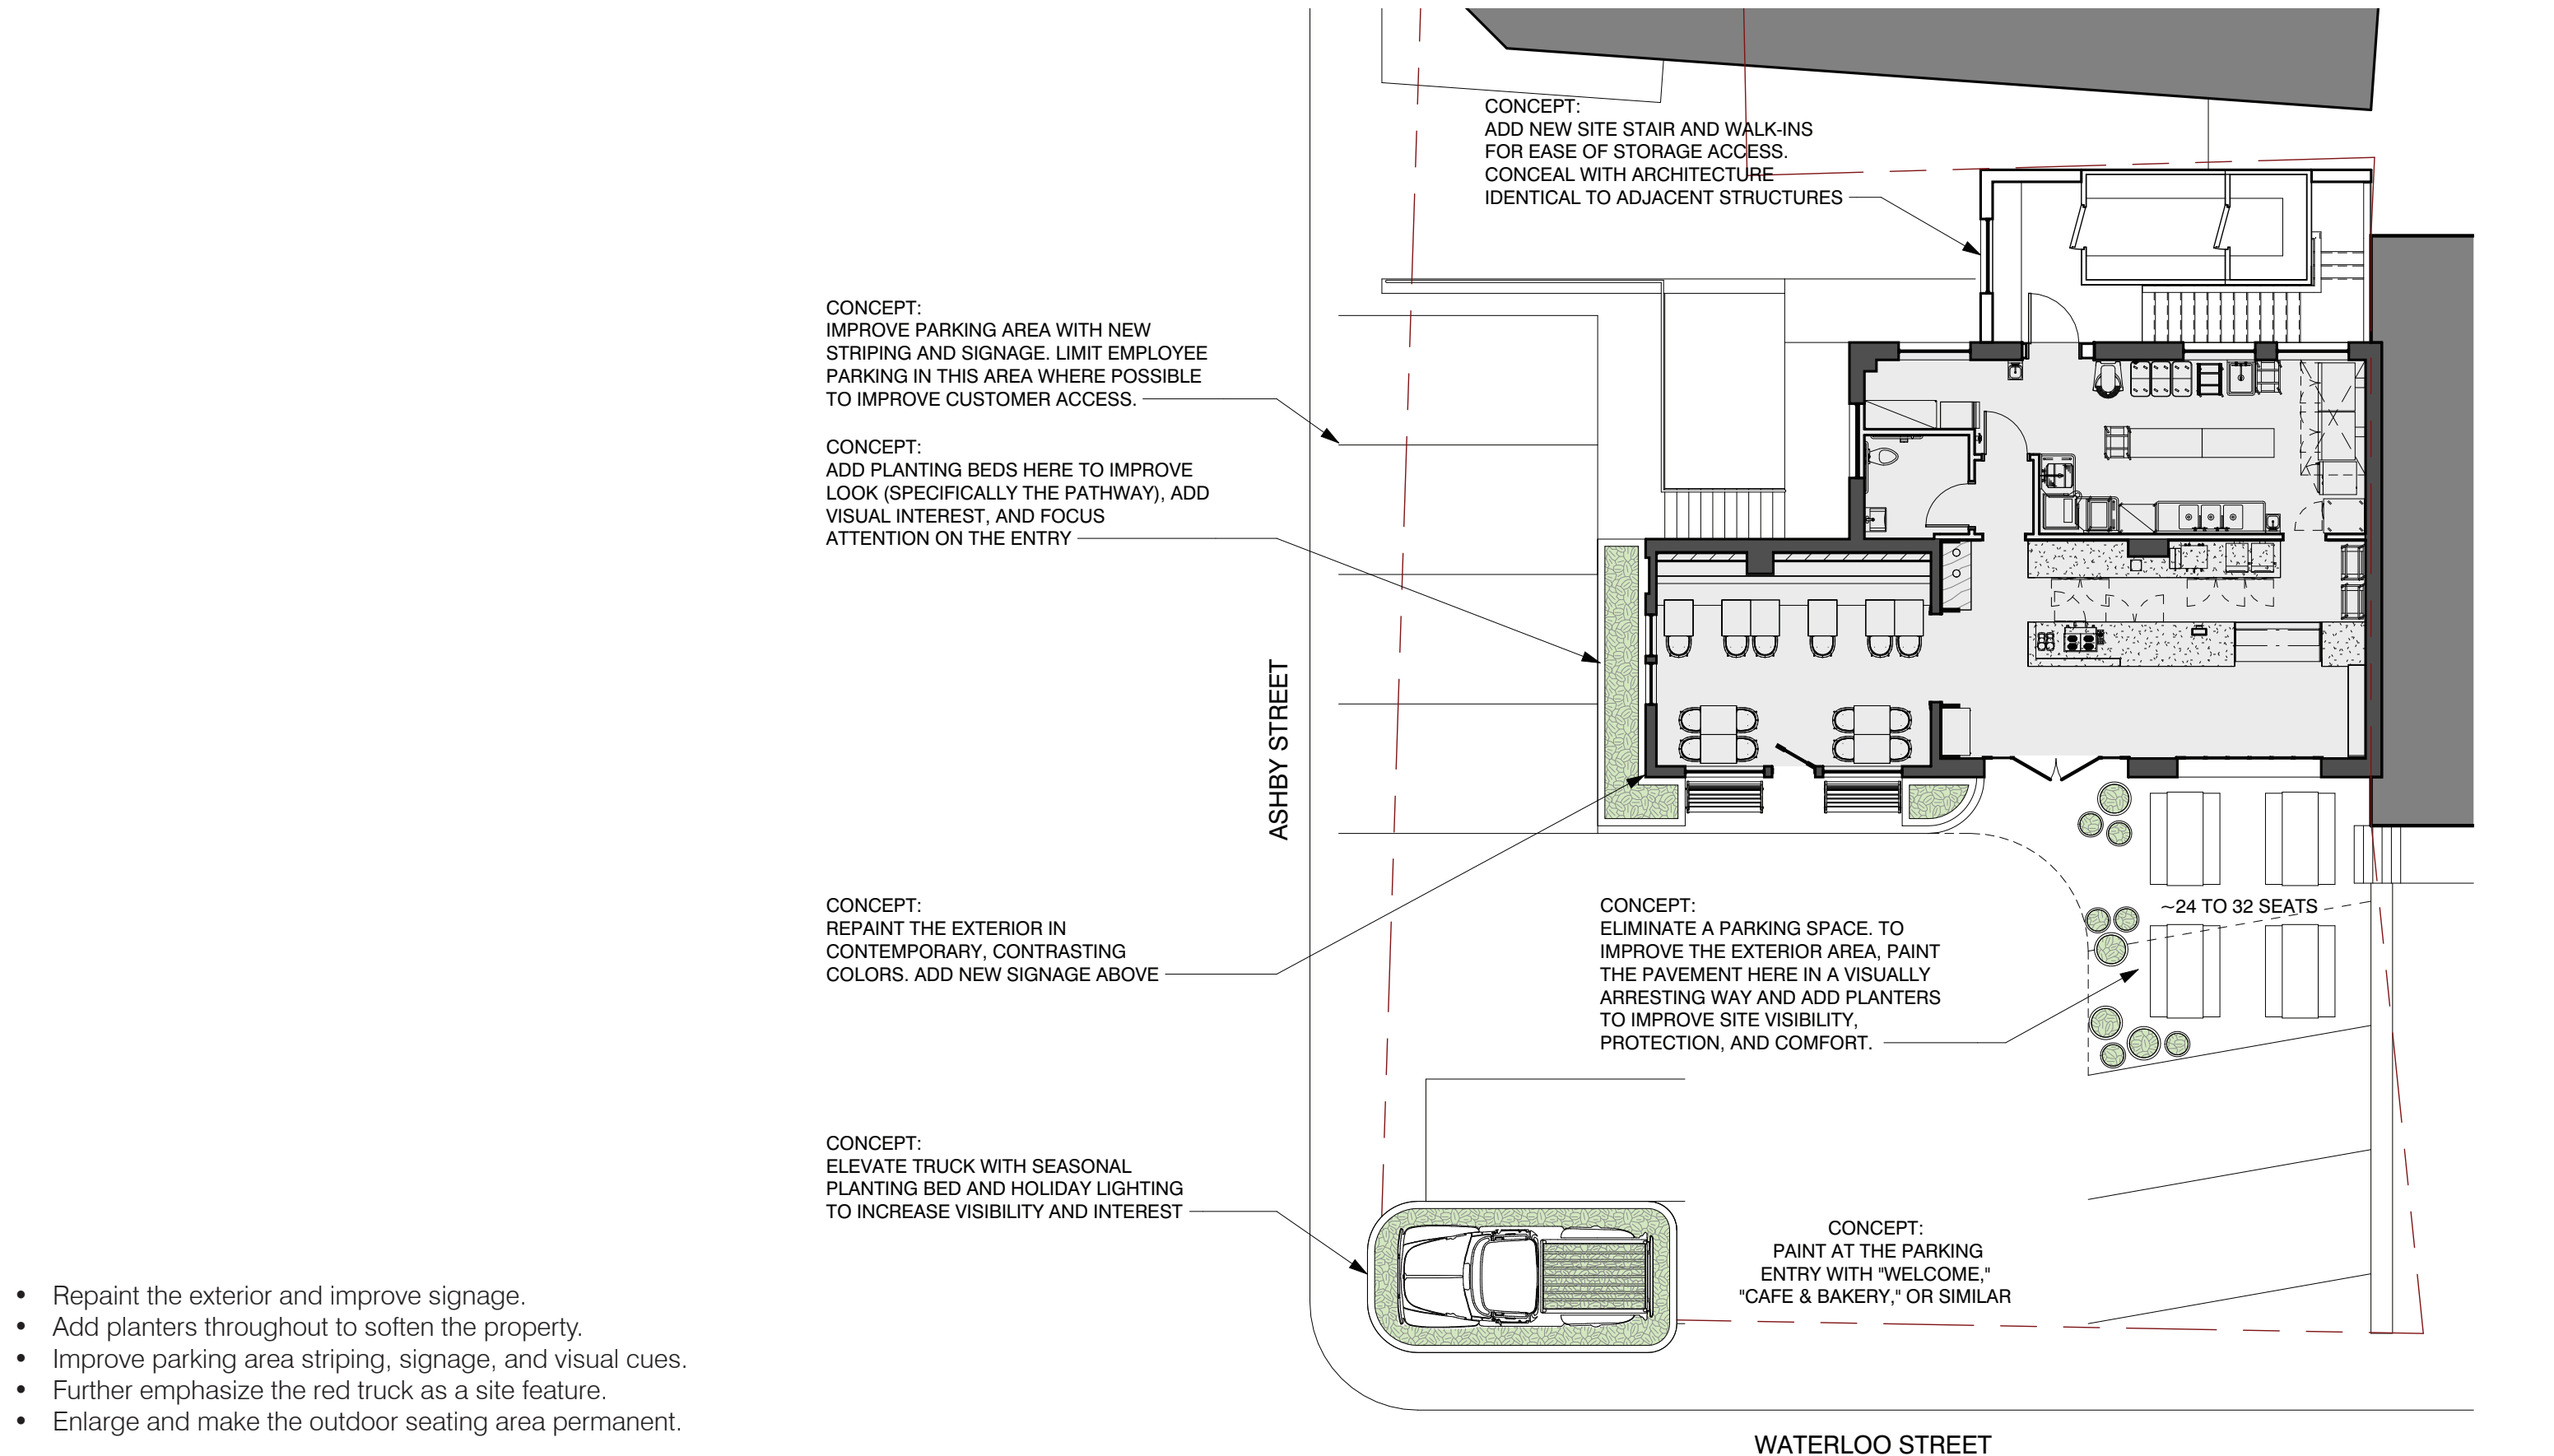 CONCEPT:
ADD NEW SITE STAIR AND WALK-INS
FOR EASE OF STORAGE ACCESS.
CONCEAL WITH ARCHITECTURE
IDENTICAL TO ADJACENT STRUCTURES
CONCEPT:
IMPROVE PARKING AREA WITH NEW
STRIPING AND SIGNAGE. LIMIT EMPLOYEE
PARKING IN THIS AREA WHERE POSSIBLE
TO IMPROVE CUSTOMER ACCESS.
CONCEPT:
ADD PLANTING BEDS HERE TO IMPROVE
LOOK (SPECIFICALLY THE PATHWAY), ADD
VISUAL INTEREST, AND FOCUS
ATTENTION ON THE ENTRY
ASHBY STREET
CONCEPT:
REPAINT THE EXTERIOR IN
CONTEMPORARY, CONTRASTING
COLORS. ADD NEW SIGNAGE ABOVE
CONCEPT:
ELIMINATE A PARKING SPACE. TO
IMPROVE THE EXTERIOR AREA, PAINT
THE PAVEMENT HERE IN A VISUALLY
ARRESTING WAY AND ADD PLANTERS
TO IMPROVE SITE VISIBILITY,
PROTECTION, AND COMFORT.
~24 TO 32 SEATS
CONCEPT:
ELEVATE TRUCK WITH SEASONAL
PLANTING BED AND HOLIDAY LIGHTING
TO INCREASE VISIBILITY AND INTEREST
CONCEPT:
PAINT AT THE PARKING
ENTRY WITH "WELCOME,"
"CAFE & BAKERY," OR SIMILAR
• Repaint the exterior and improve signage.
• Add planters throughout to soften the property.
• Improve parking area striping, signage, and visual cues.
• Further emphasize the red truck as a site feature.
• Enlarge and make the outdoor seating area permanent.
WATERLOO STREET